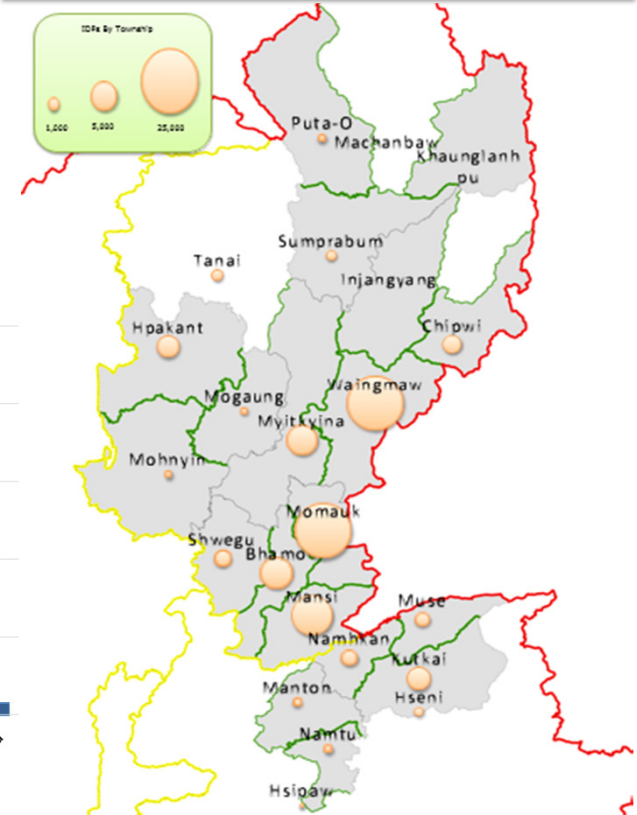 IDPs By Township
1,000 5,000 25,000
Puta-O
Machanbaw
Khaunglanh
pu
Sumprabum
Tanai
Injangyang
Hpakant
Chipwi
Waingmaw
Mogaung
Myitkyina
Mohnyin
Momauk
Shwegu
Bhamo
Mansi
Muse
Namhkan
Kutkai
Manton
Hseni
Namtu
Hsipaw